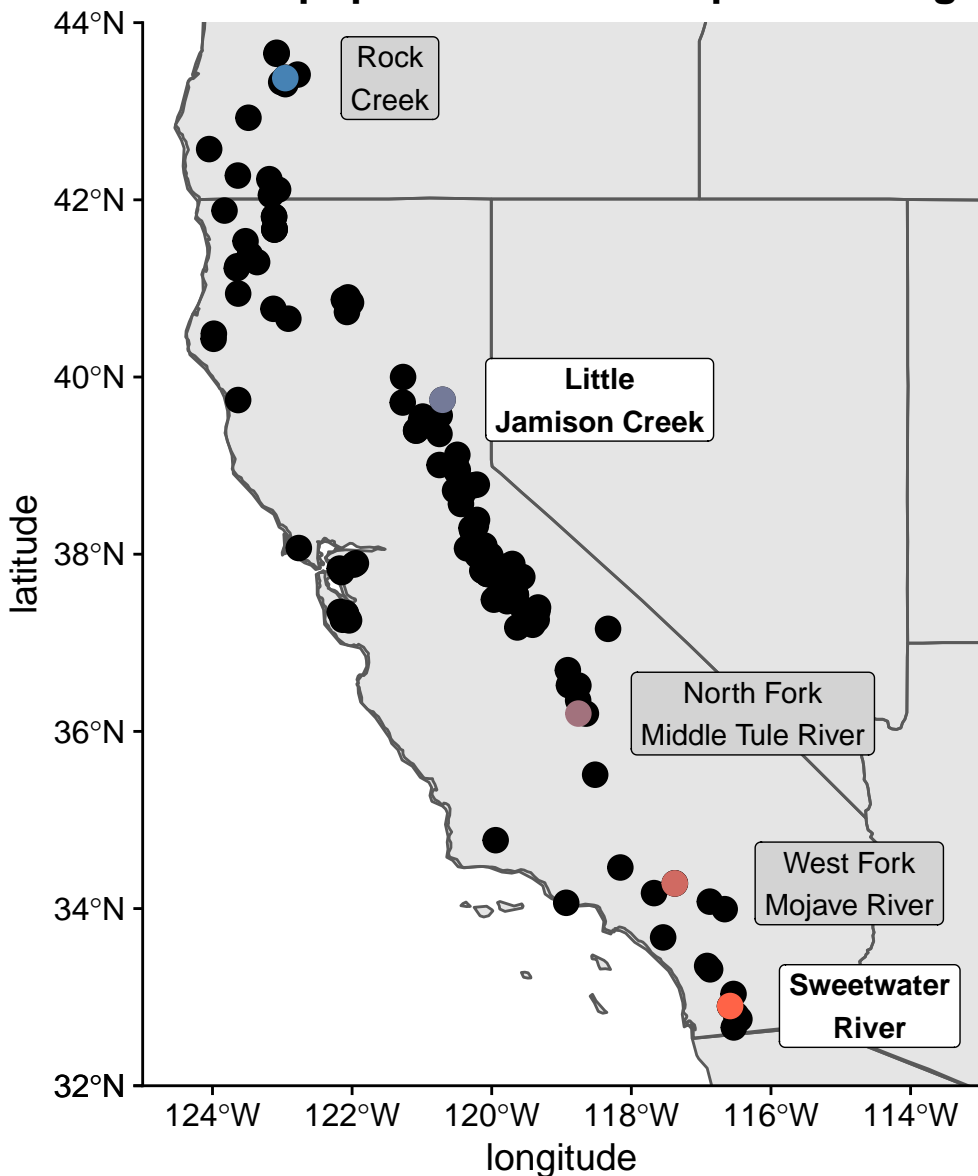 44°N
Rock
Creek
42°N
40°N
Little
Jamison Creek
38°N
latitude
North Fork
Middle Tule River
36°N
West Fork
Mojave River
34°N
Sweetwater
River
32°N
124°W 122°W 120°W 118°W 116°W 114°W
longitude